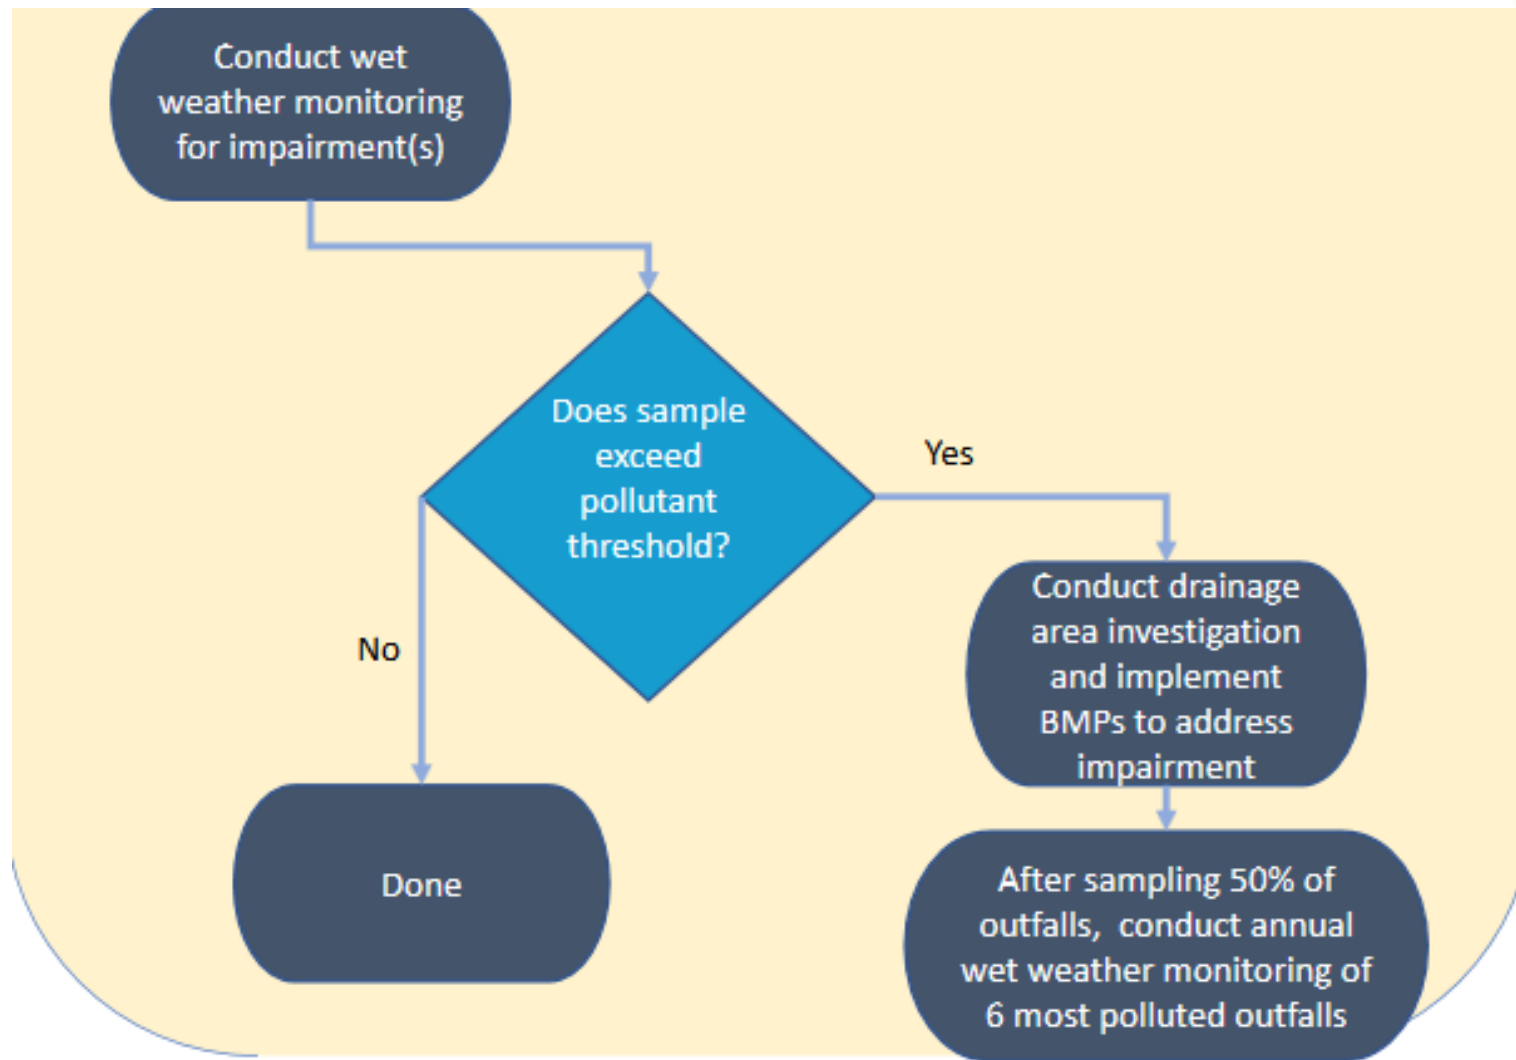 Conduct wet
weather monitoring
for impairment(s)
Does sample
exceed
pollutant
threshold?
Yes
No
Conduct drainage
area investigation
and implement
BMPs to address
impairment
Done
After sampling 50% of
outfalls,  conduct annual
wet weather monitoring of
6 most polluted outfalls